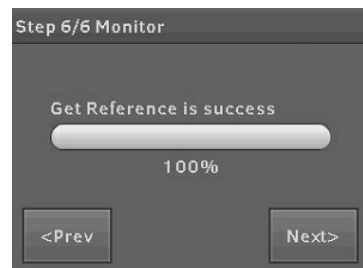 Step 6/6 Monitor
Get Reference is success
100%
<Prev
Next>